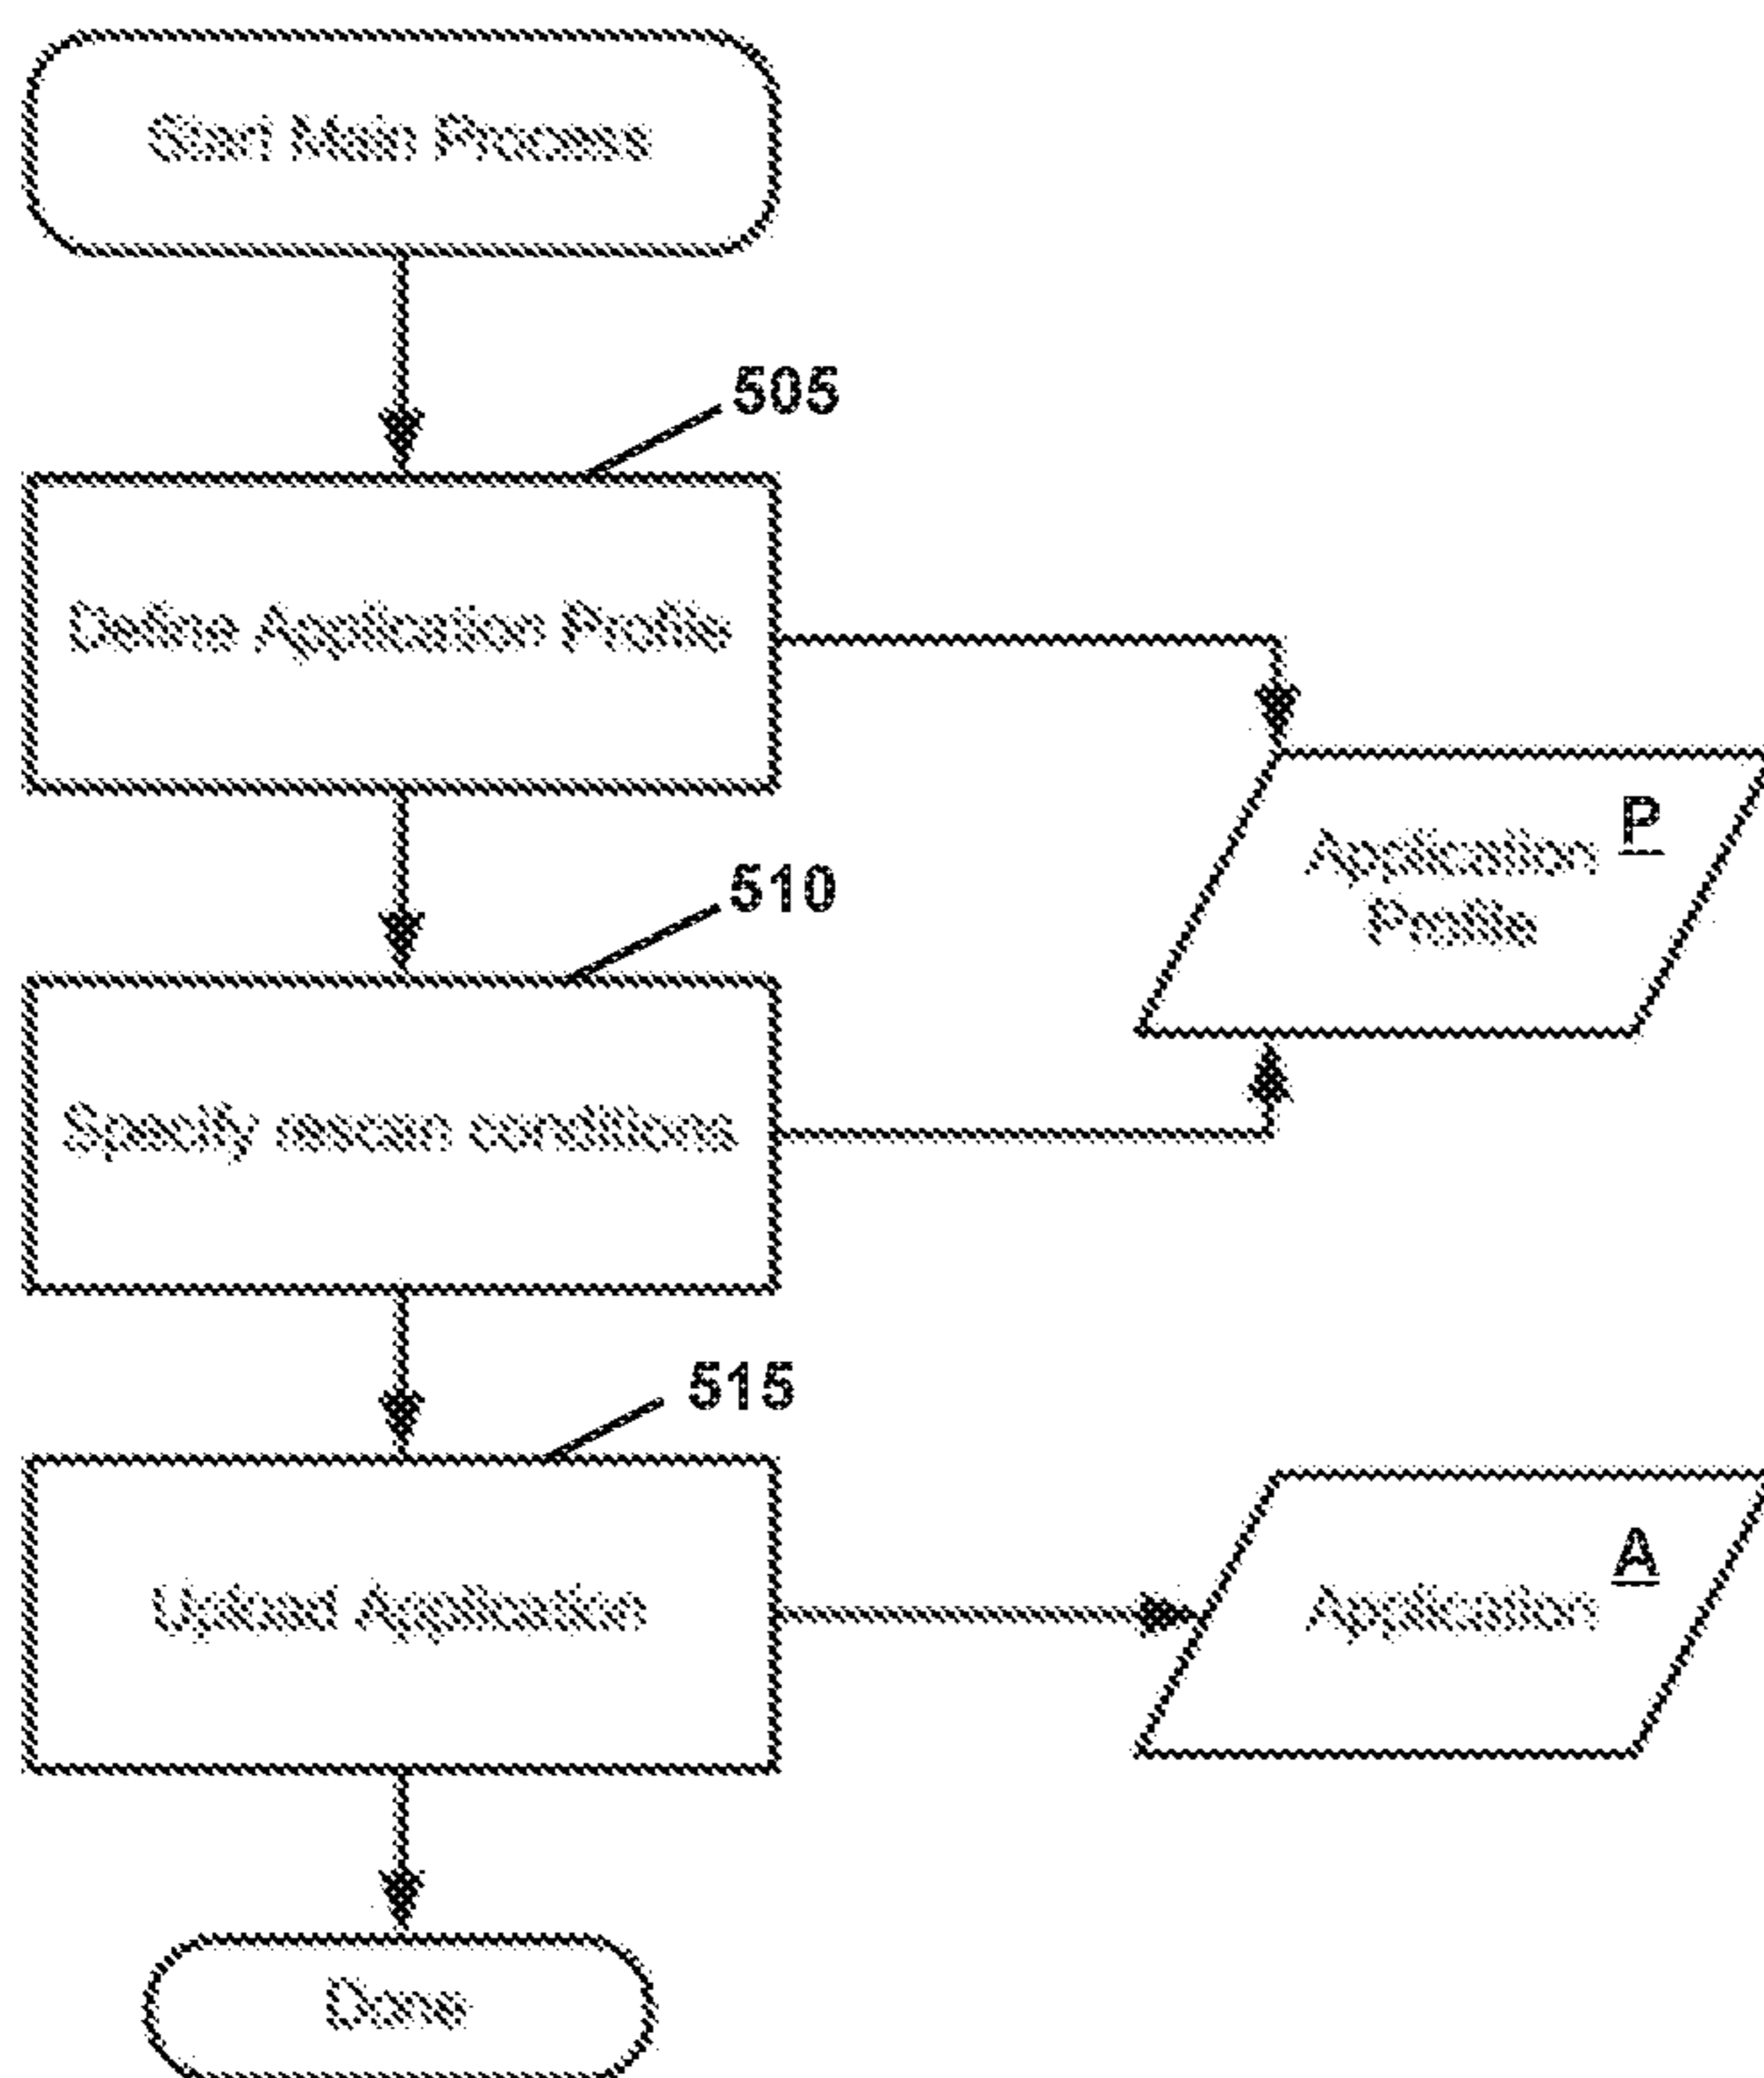 Start Main Process
505
Define Application Profile
P
Application
Profile
510
Specify rescan conditions
515
Upload Application
A
Application
Done